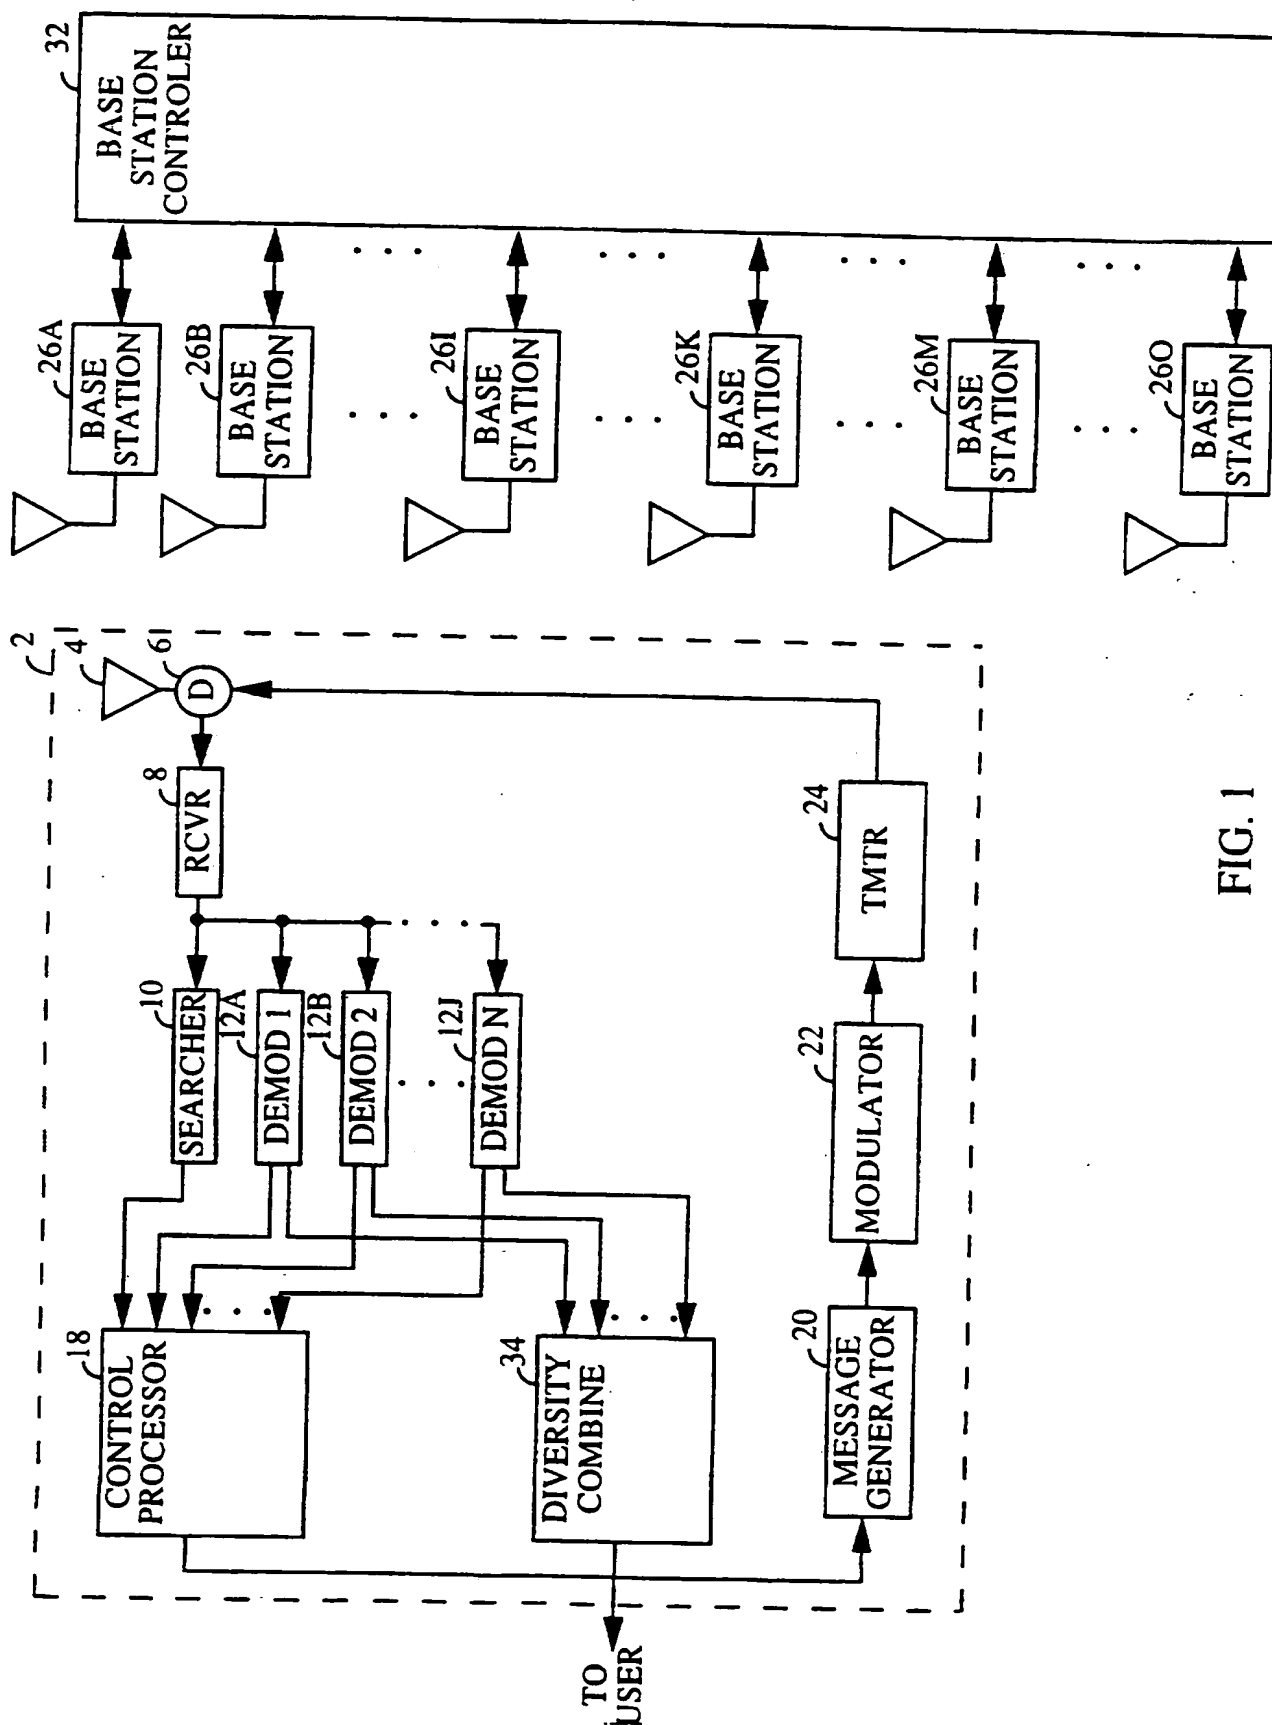 TO
USER
2
18
CONTROL
PROCESSOR
10
SEARCHER
12A
DEMOD 1
12B
DEMOD 2
. . .
12J
DEMOD N
. . .
8
RCVR
4
6
D
. . .
34
DIVERSITY
COMBINE
. . .
20
MESSAGE
GENERATOR
22
MODULATOR
24
TMTR
26A
BASE
STATION
26B
BASE
STATION
. . .
26I
BASE
STATION
. . .
26K
BASE
STATION
. . .
26M
BASE
STATION
. . .
26O
BASE
STATION
. . .
. . .
. . .
. . .
32
BASE
STATION
CONTROLER
FIG. 1